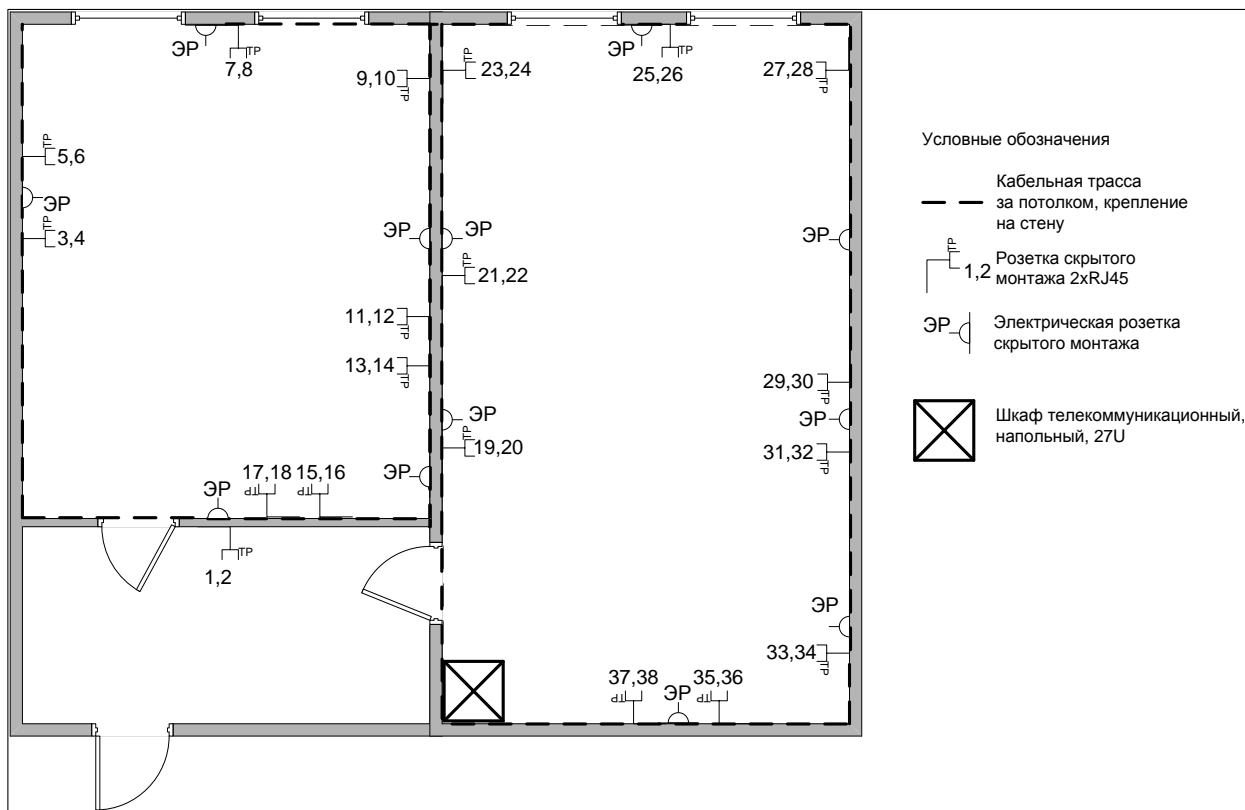 ЭР
ТР
7,8
9,10
ТР
ТР
5,6
ЭР
3,4
ТР
ЭР
11,12
ТР
13,14
ТР
ЭР
17,18
15,16
ТР
ТР
ЭР
ТР
1,2
ТР
23,24
ЭР
ТР
25,26
27,28
ТР
ЭР
ТР
21,22
ЭР
ЭР
ТР
19,20
29,30
ТР
ЭР
31,32
ТР
ЭР
33,34
ТР
37,38
ТР
ЭР
35,36
ТР
Условные обозначения
Кабельная трасса
за потолком, крепление
на стену
ТР
1,2
Розетка скрытого
монтажа 2xRJ45
ЭР
Электрическая розетка
скрытого монтажа
Шкаф телекоммуникационный,
напольный, 27U